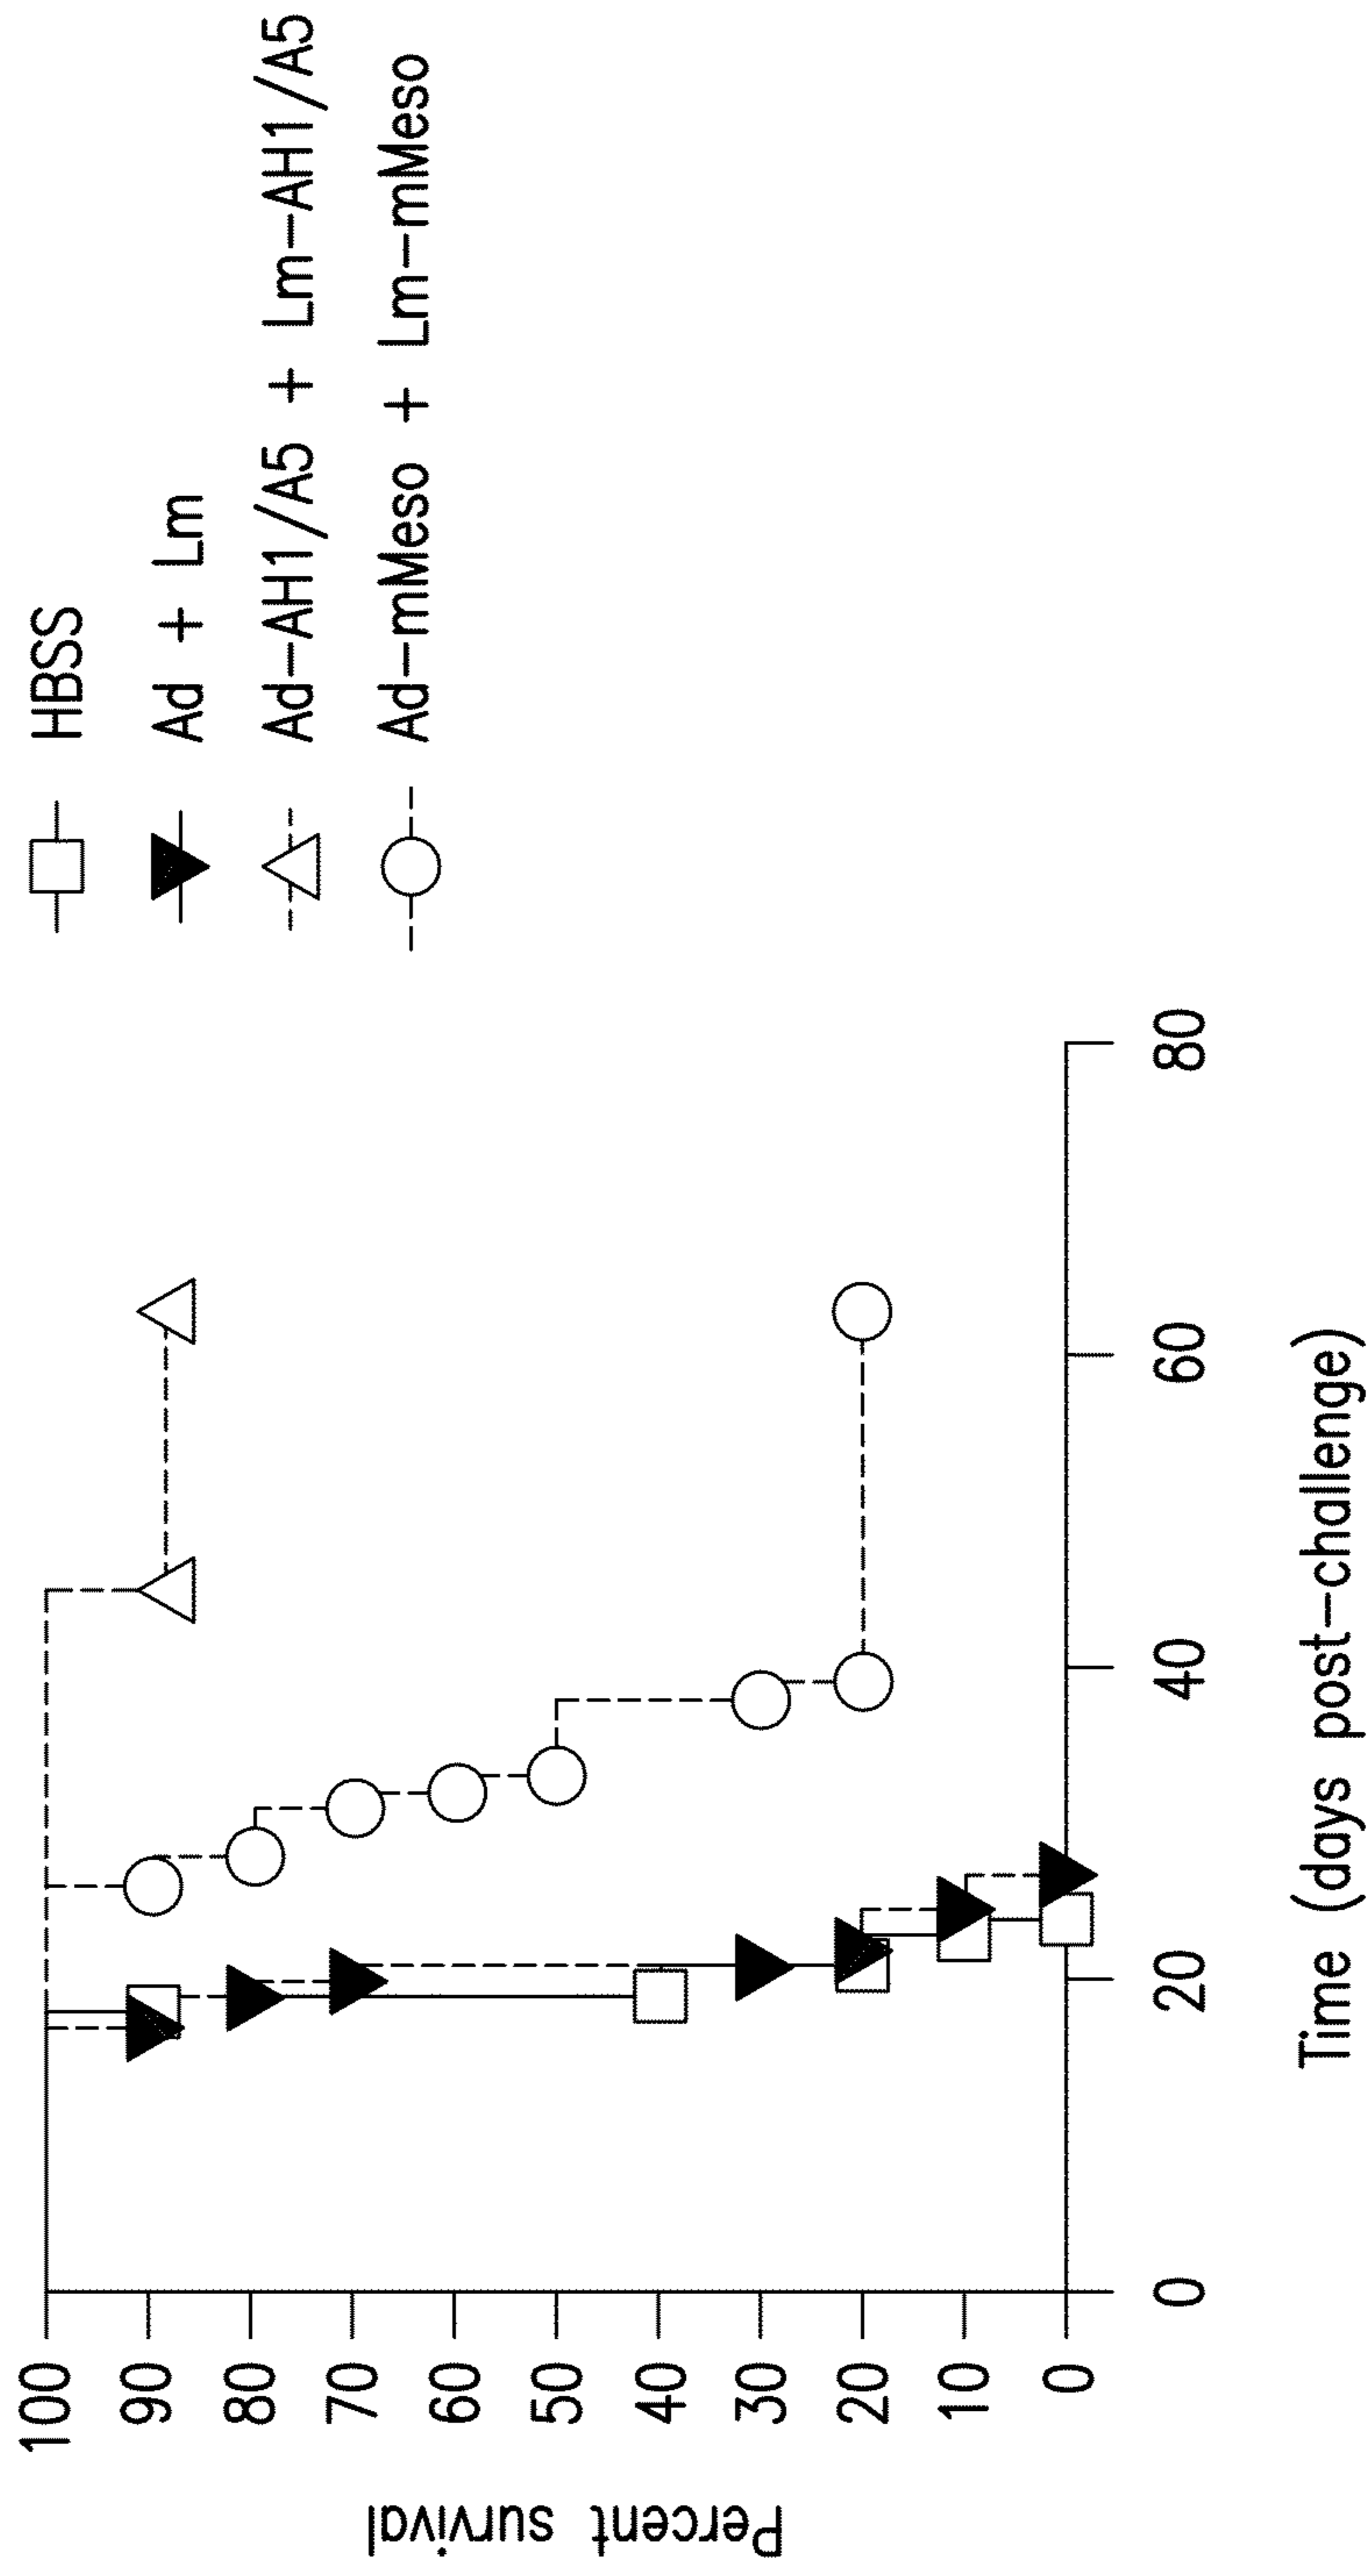 HBSS
Ad + Lm
Ad-AH1/A5 + Lm-AH1/A5
Ad-mMeso + Lm-mMeso
Percent survival
100
90
80
70
60
50
40
30
20
10
0
0 20 40 60 80
Time (days post-challenge)